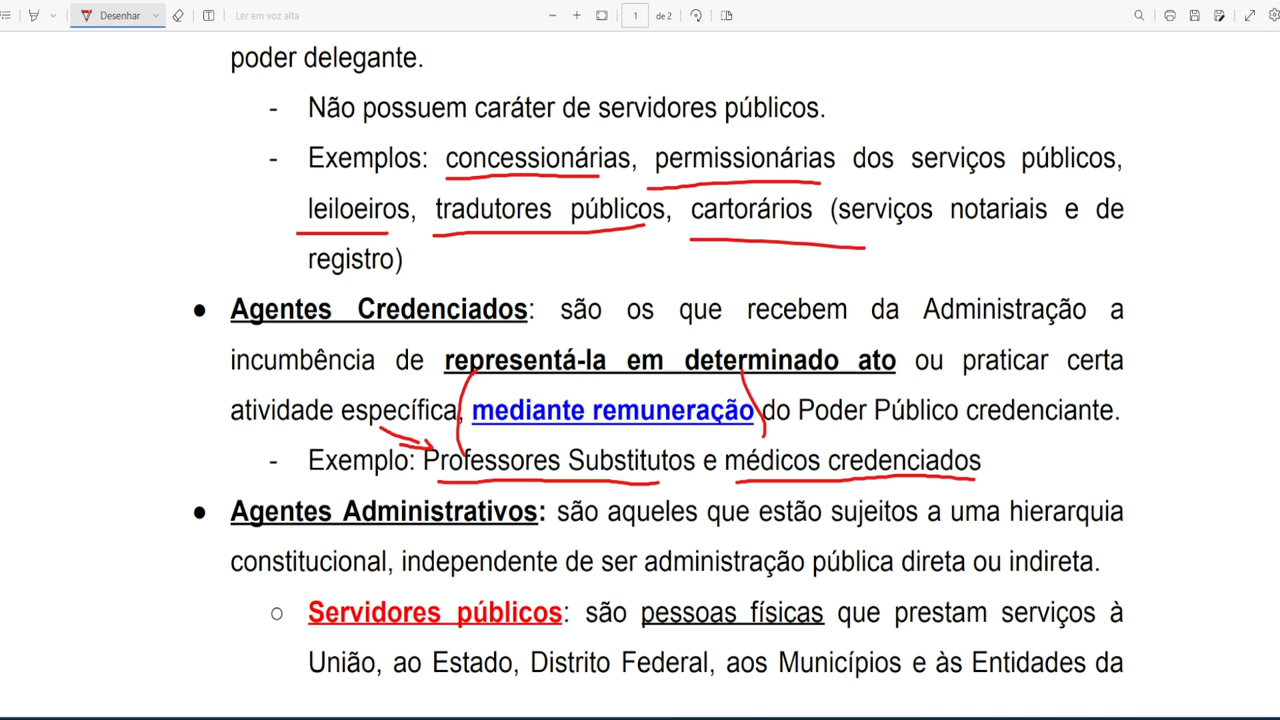 Desenhar
Ler em voz alta
1 de 2
poder delegante.
- Não possuem caráter de servidores públicos.
- Exemplos: concessionárias, permissionárias dos serviços públicos,
leiloeiros, tradutores públicos, cartorários (serviços notariais e de
registro)
● Agentes Credenciados: são os que recebem da Administração a
incumbência de representá-la em determinado ato ou praticar certa
atividade específica, mediante remuneração do Poder Público credenciante.
- Exemplo: Professores Substitutos e médicos credenciados
● Agentes Administrativos: são aqueles que estão sujeitos a uma hierarquia
constitucional, independente de ser administração pública direta ou indireta.
○ Servidores públicos: são pessoas físicas que prestam serviços à
União, ao Estado, Distrito Federal, aos Municípios e às Entidades da